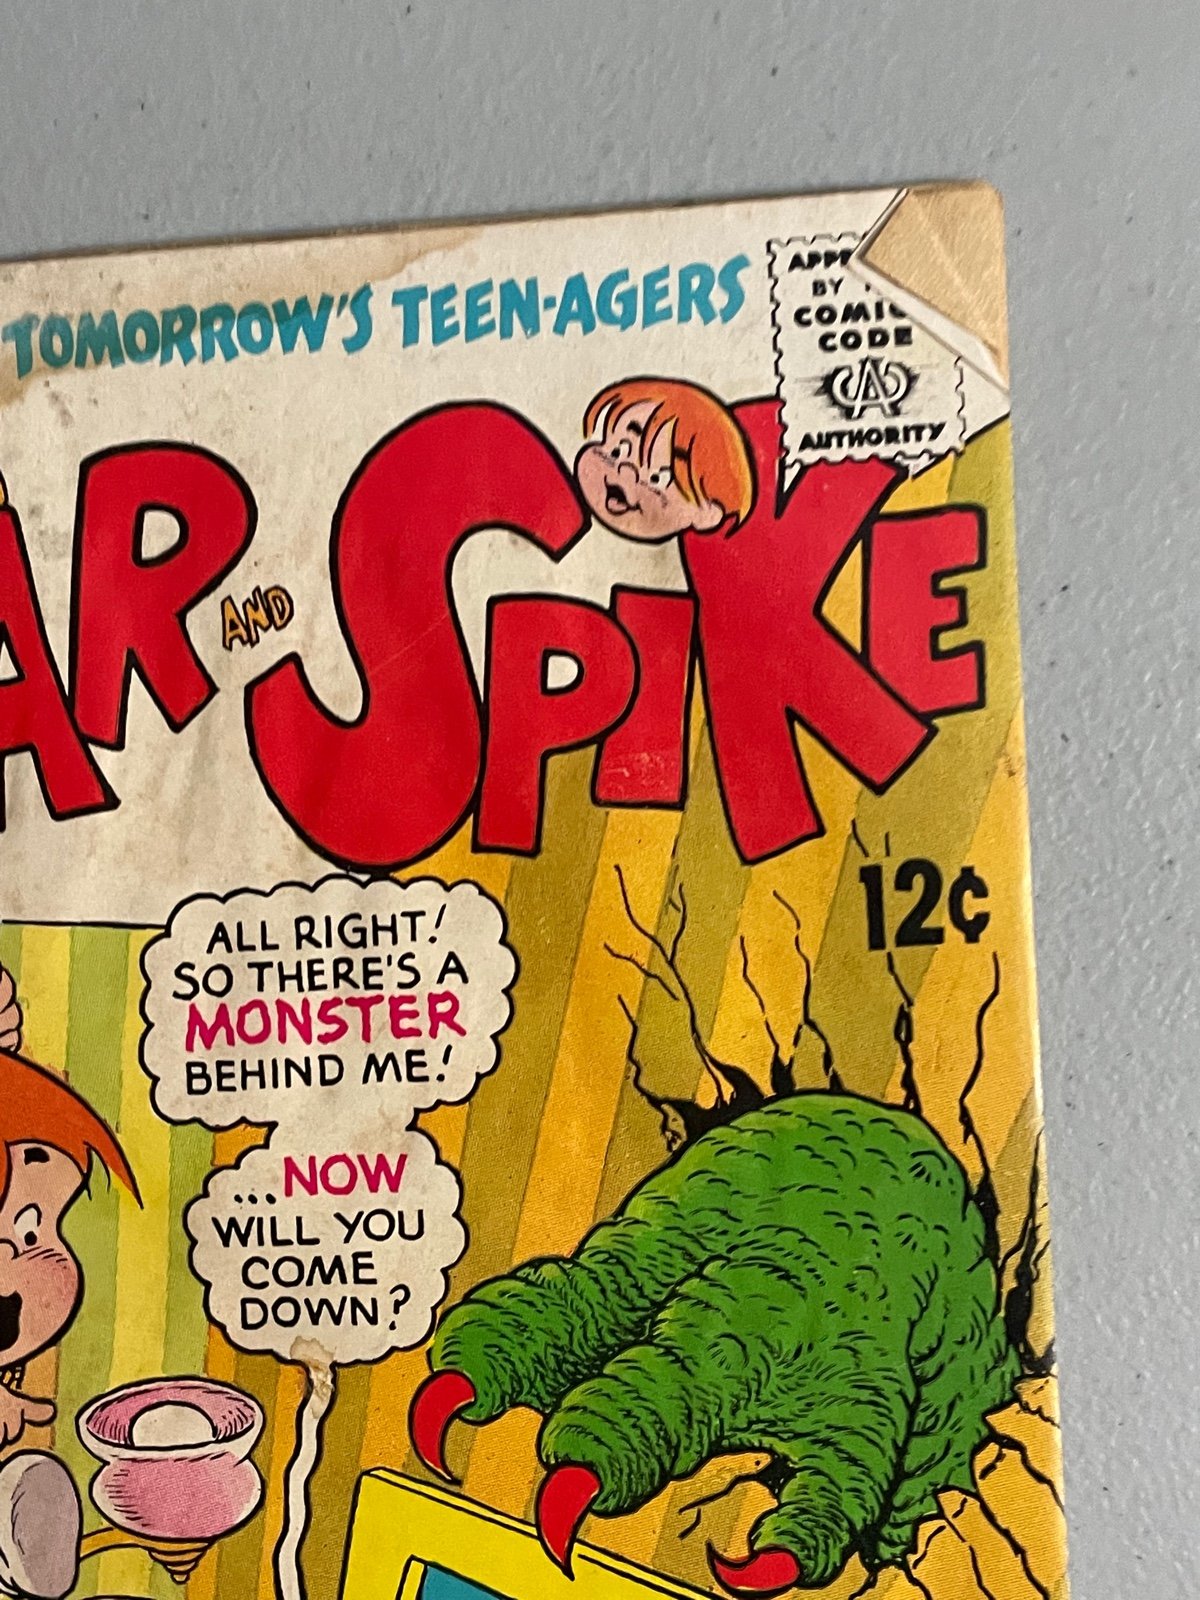 TOMORROW'S TEEN-AGERS
APP
BY
COMIC
CODE
AUTHORITY
AR AND SPIKE
12¢
ALL RIGHT!
SO THERE'S A
MONSTER
BEHIND ME!
...NOW
WILL YOU
COME
DOWN?